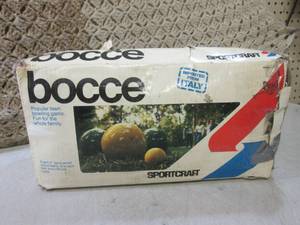 SPORTCRAFT
bocce
bocce
IMPORTED
FROM
ITALY
Popular lawn
bowling game.
Fun for the
whole family.
SPORTCRAFT